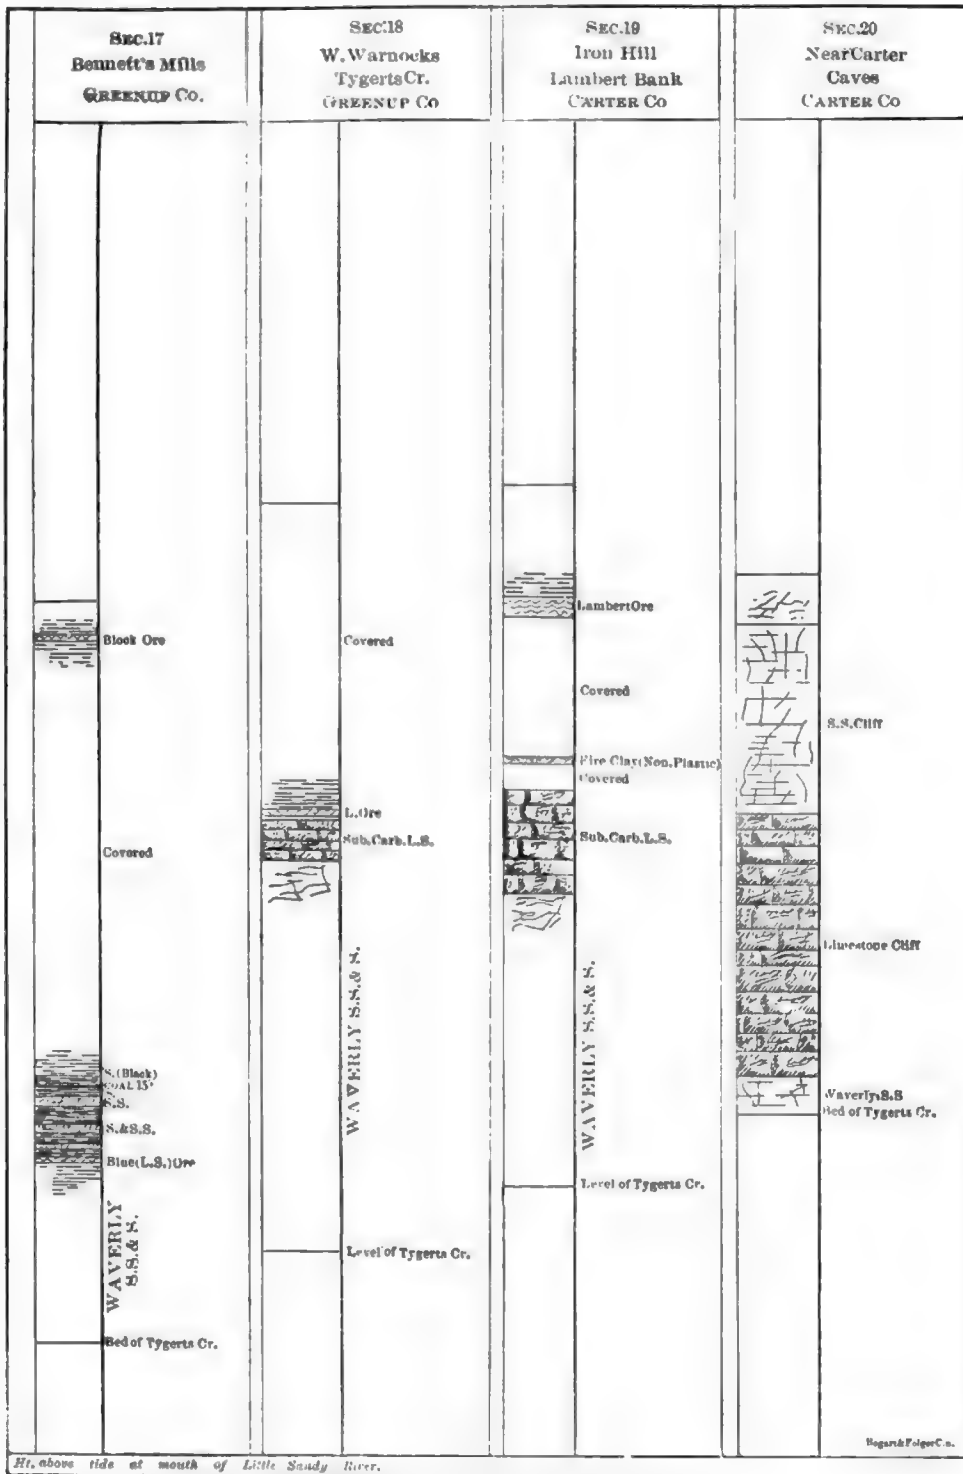 SEC.17
Bennett's Mills
GREENUP Co.
Block Ore
Covered
S.(Black)
COAL 15"
S.S.
S.&S.S.
Blue(L.S.)Ore
WAVERLY
S.S.& S.
Bed of Tygerts Cr.
SEC.18
W. Warnocks
Tygerts Cr.
GREENUP Co
Covered
L.Ore
Sub.Carb.L.S.
WAVERLY S.S.& S.
Level of Tygerts Cr.
SEC.19
Iron Hill
Lambert Bank
CARTER Co
Lambert Ore
Covered
Fire Clay(Non.Plastic)
Covered
Sub.Carb.L.S.
WAVERLY S.S.& S.
Level of Tygerts Cr.
SEC.20
Near Carter
Caves
CARTER Co
S.S.Cliff
Limestone Cliff
Waverly.S.S
Bed of Tygerts Cr.
Ht. above tide at mouth of Little Sandy River.